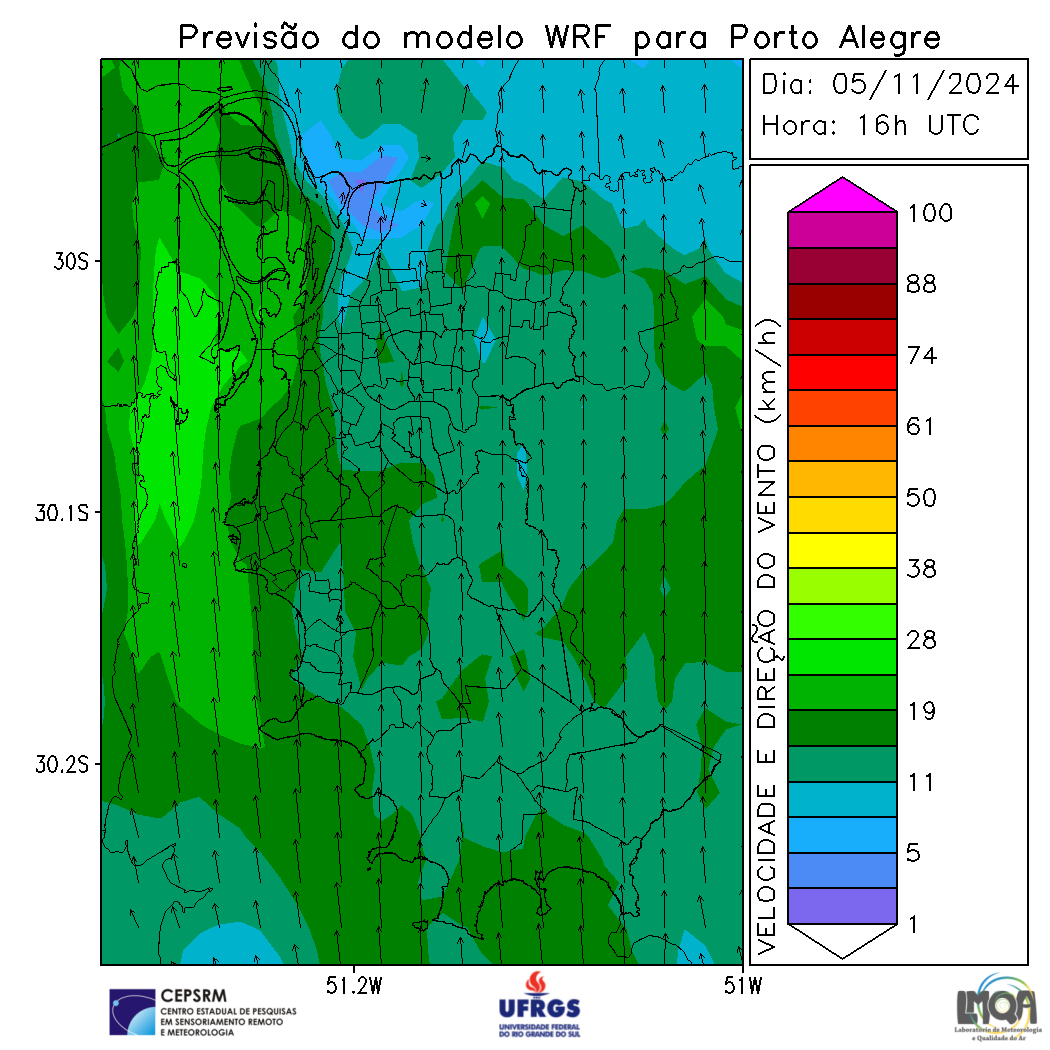 Previsão do modelo WRF para Porto Alegre
Dia: 05/11/2024
Hora: 16h UTC
30S
30.1S
30.2S
51.2W
51W
VELOCIDADE E DIREÇÃO DO VENTO (km/h)
100
88
74
61
50
38
28
19
11
5
1
CEPSRM
CENTRO ESTADUAL DE PESQUISAS
EM SENSORIAMENTO REMOTO
E METEOROLOGIA
UFRGS
UNIVERSIDADE FEDERAL
DO RIO GRANDE DO SUL
LMQA
Laboratório de Meteorologia
e Qualidade do Ar